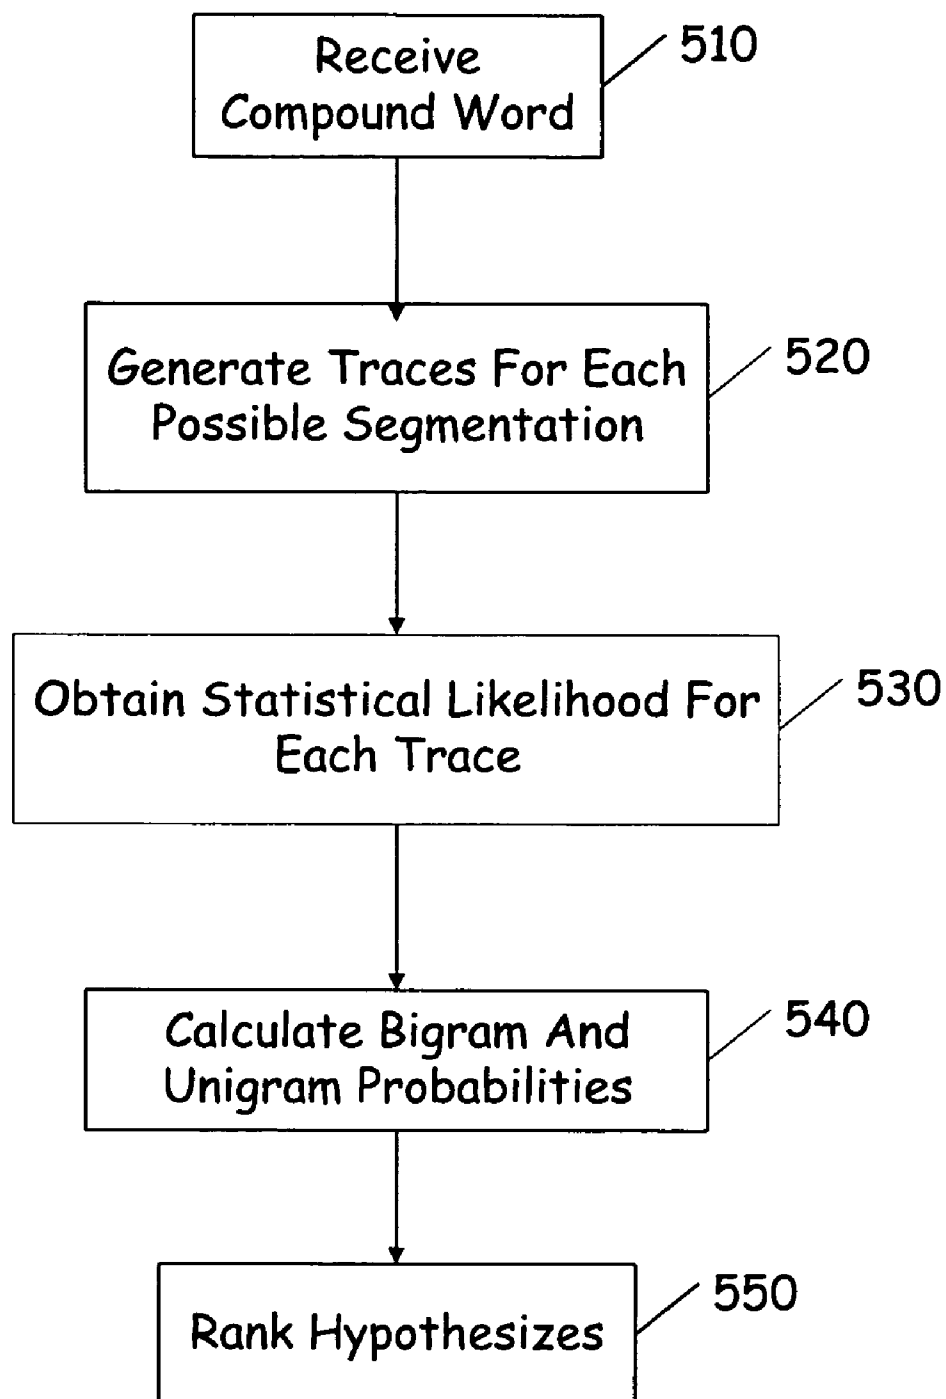 Receive
Compound Word
510
Generate Traces For Each
Possible Segmentation
520
Obtain Statistical Likelihood For
Each Trace
530
Calculate Bigram And
Unigram Probabilities
540
Rank Hypothesizes
550